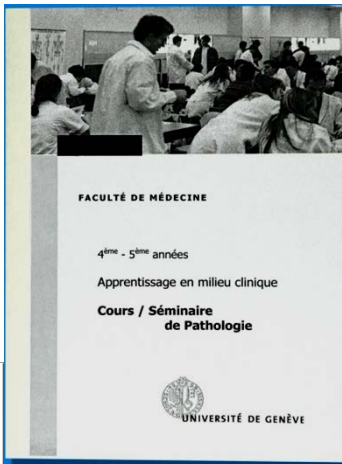 FACULTÉ DE MÉDECINE
4ème - 5ème années
Apprentissage en milieu clinique
Cours / Séminaire
de Pathologie
UNIVERSITÉ DE GENÈVE